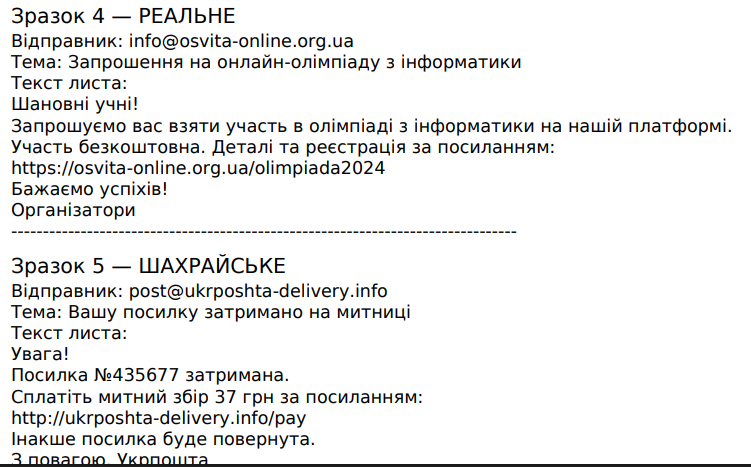 Зразок 4 — РЕАЛЬНЕ
Відправник: info@osvita-online.org.ua
Тема: Запрошення на онлайн-олімпіаду з інформатики
Текст листа:
Шановні учні!
Запрошуємо вас взяти участь в олімпіаді з інформатики на нашій платформі.
Участь безкоштовна. Деталі та реєстрація за посиланням:
https://osvita-online.org.ua/olimpiada2024
Бажаємо успіхів!
Організатори
--------------------------------------------------------------------------------
Зразок 5 — ШАХРАЙСЬКЕ
Відправник: post@ukrposhta-delivery.info
Тема: Вашу посилку затримано на митниці
Текст листа:
Увага!
Посилка №435677 затримана.
Сплатіть митний збір 37 грн за посиланням:
http://ukrposhta-delivery.info/pay
Інакше посилка буде повернута.
З повагою, Укрпошта